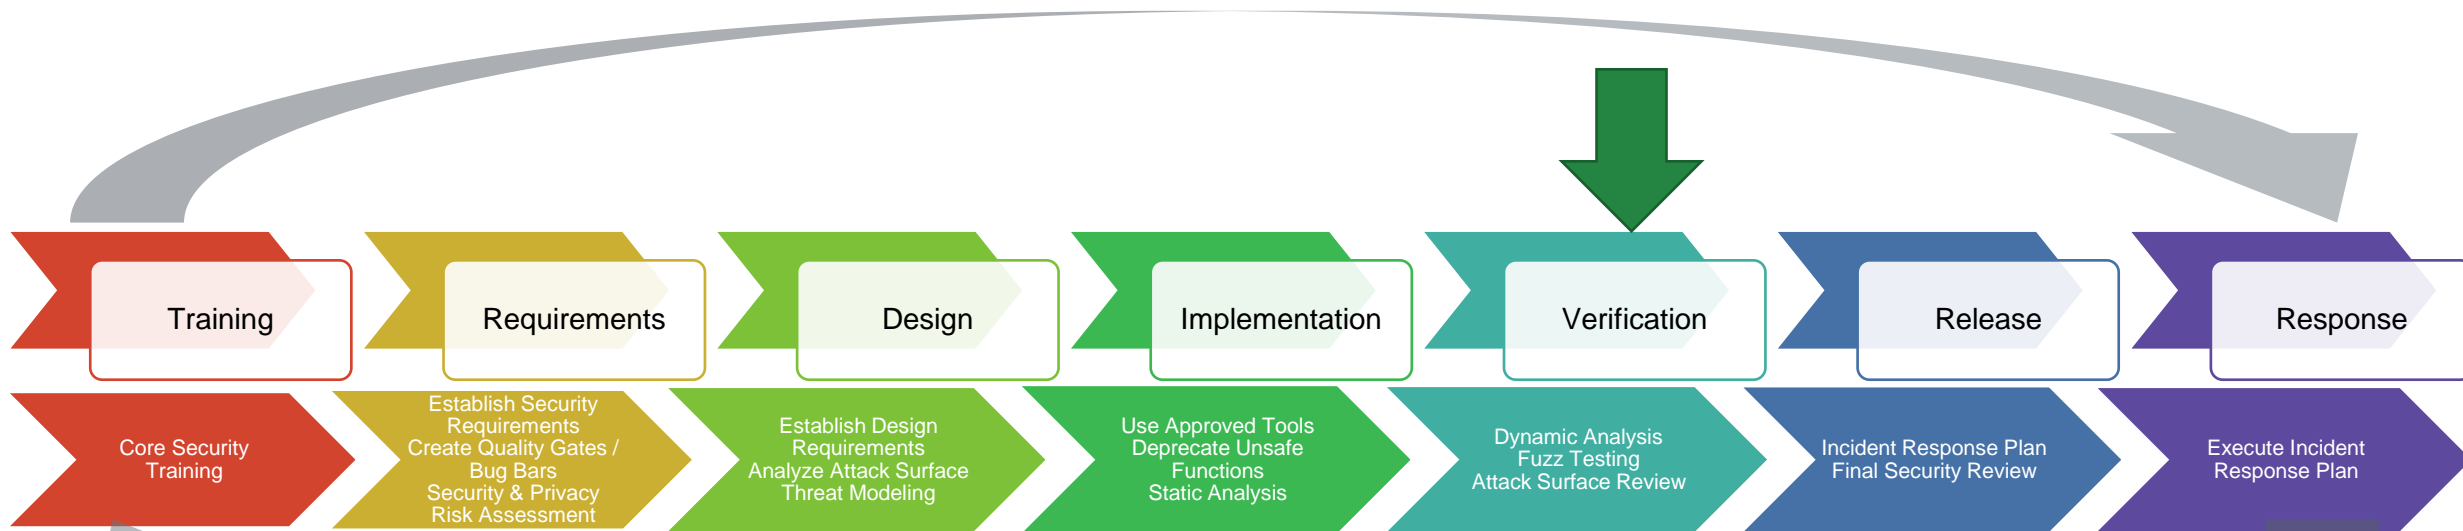 Training
Requirements
Design
Implementation
Verification
Release
Response
Core Security
Training
Establish Security
Requirements
Create Quality Gates /
Bug Bars
Security & Privacy
Risk Assessment
Establish Design
Requirements
Analyze Attack Surface
Threat Modeling
Use Approved Tools
Deprecate Unsafe
Functions
Static Analysis
Dynamic Analysis
Fuzz Testing
Attack Surface Review
Incident Response Plan
Final Security Review
Execute Incident
Response Plan